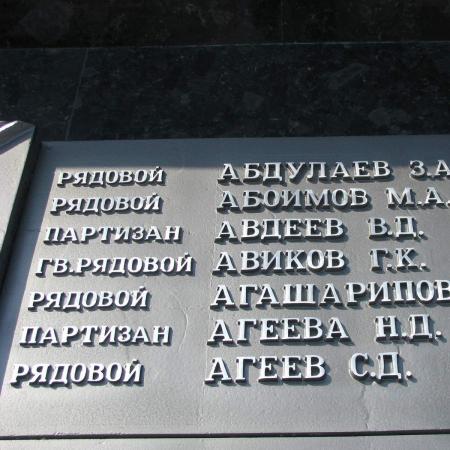 РЯДОВОЙ АБДУЛАЕВ З.А
РЯДОВОЙ АБОИМОВ М.А.
ПАРТИЗАН АВДЕЕВ В.Д.
ГВ.РЯДОВОЙ АВИКОВ Г.К.
РЯДОВОЙ АГАШАРИПОВ
ПАРТИЗАН АГЕЕВА Н.Д.
РЯДОВОЙ АГЕЕВ С.Д.